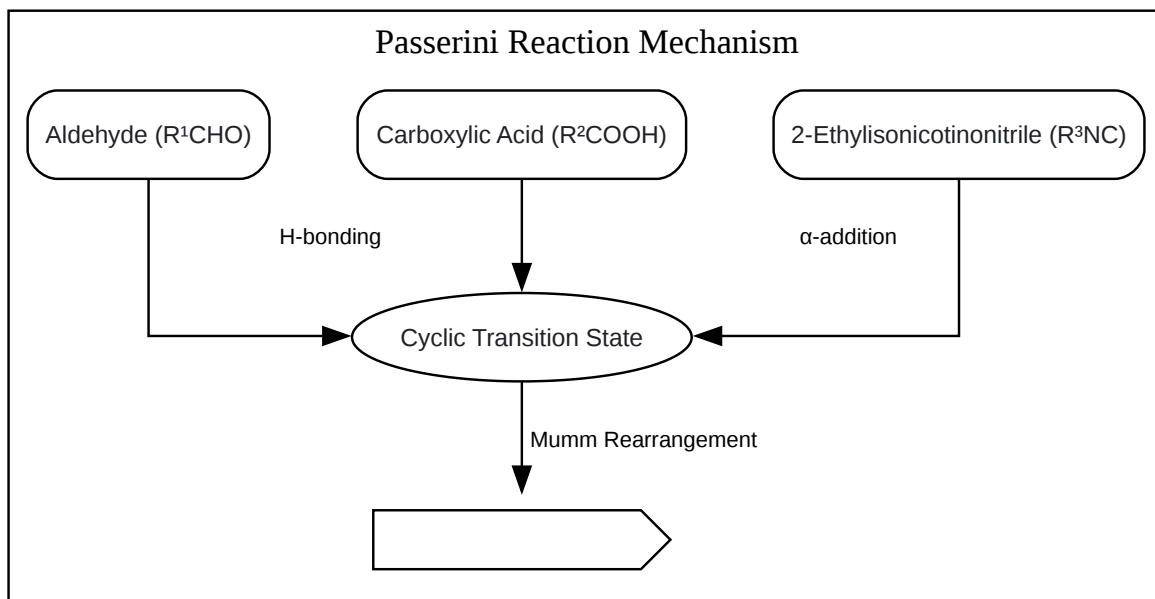 Passerini Reaction Mechanism
Aldehyde (R¹CHO)
Carboxylic Acid (R²COOH)
2-Ethylisonicotinonitrile (R³NC)
H-bonding
α-addition
Cyclic Transition State
Mumm Rearrangement